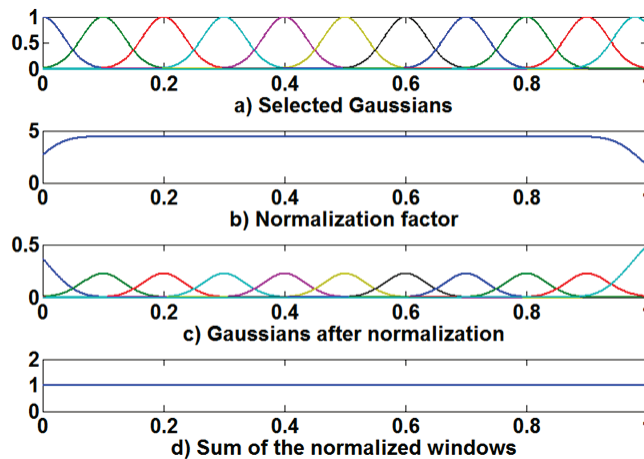 1
0.5
0
0 0.2 0.4 0.6 0.8 1
a) Selected Gaussians
5
0
0 0.2 0.4 0.6 0.8
b) Normalization factor
0.5
0
0 0.2 0.4 0.6 0.8 1
c) Gaussians after normalization
2
1
0
0 0.2 0.4 0.6 0.8 1
d) Sum of the normalized windows